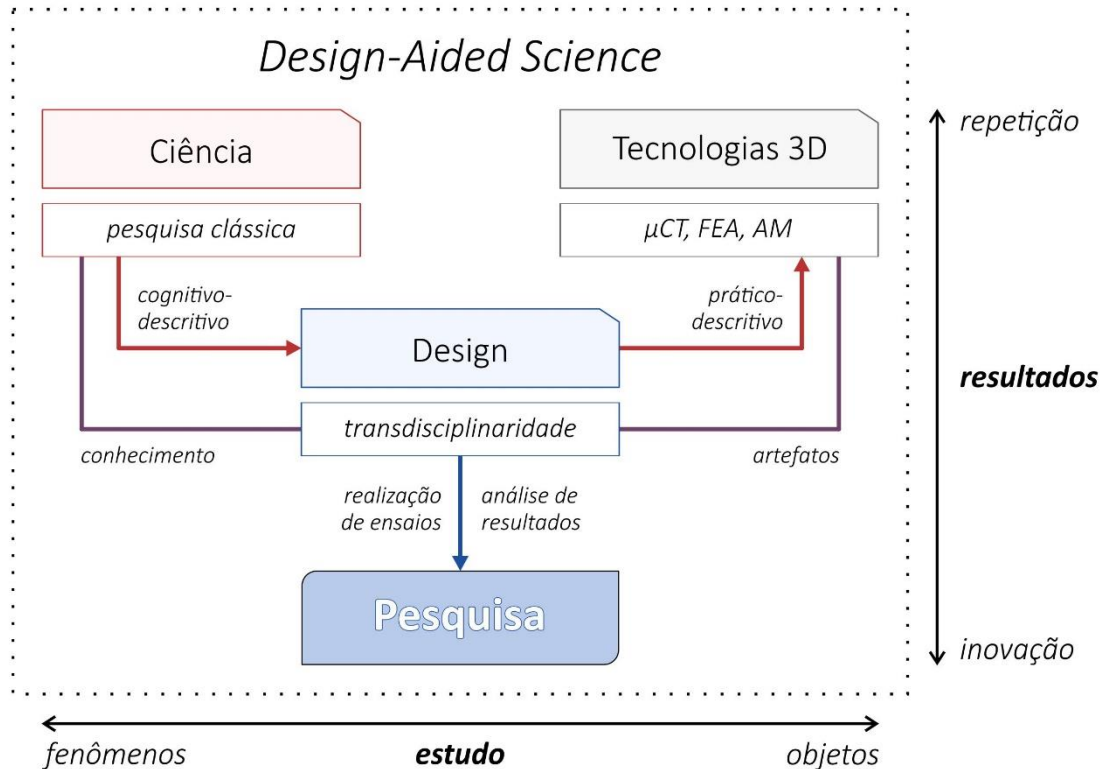 Design-Aided Science
Ciência
Tecnologias 3D
repetição
pesquisa clássica
μCT, FEA, AM
cognitivo-
descritivo
prático-
descritivo
Design
resultados
transdisciplinaridade
conhecimento
artefatos
realização
de ensaios
análise de
resultados
Pesquisa
inovação
fenômenos
estudo
objetos